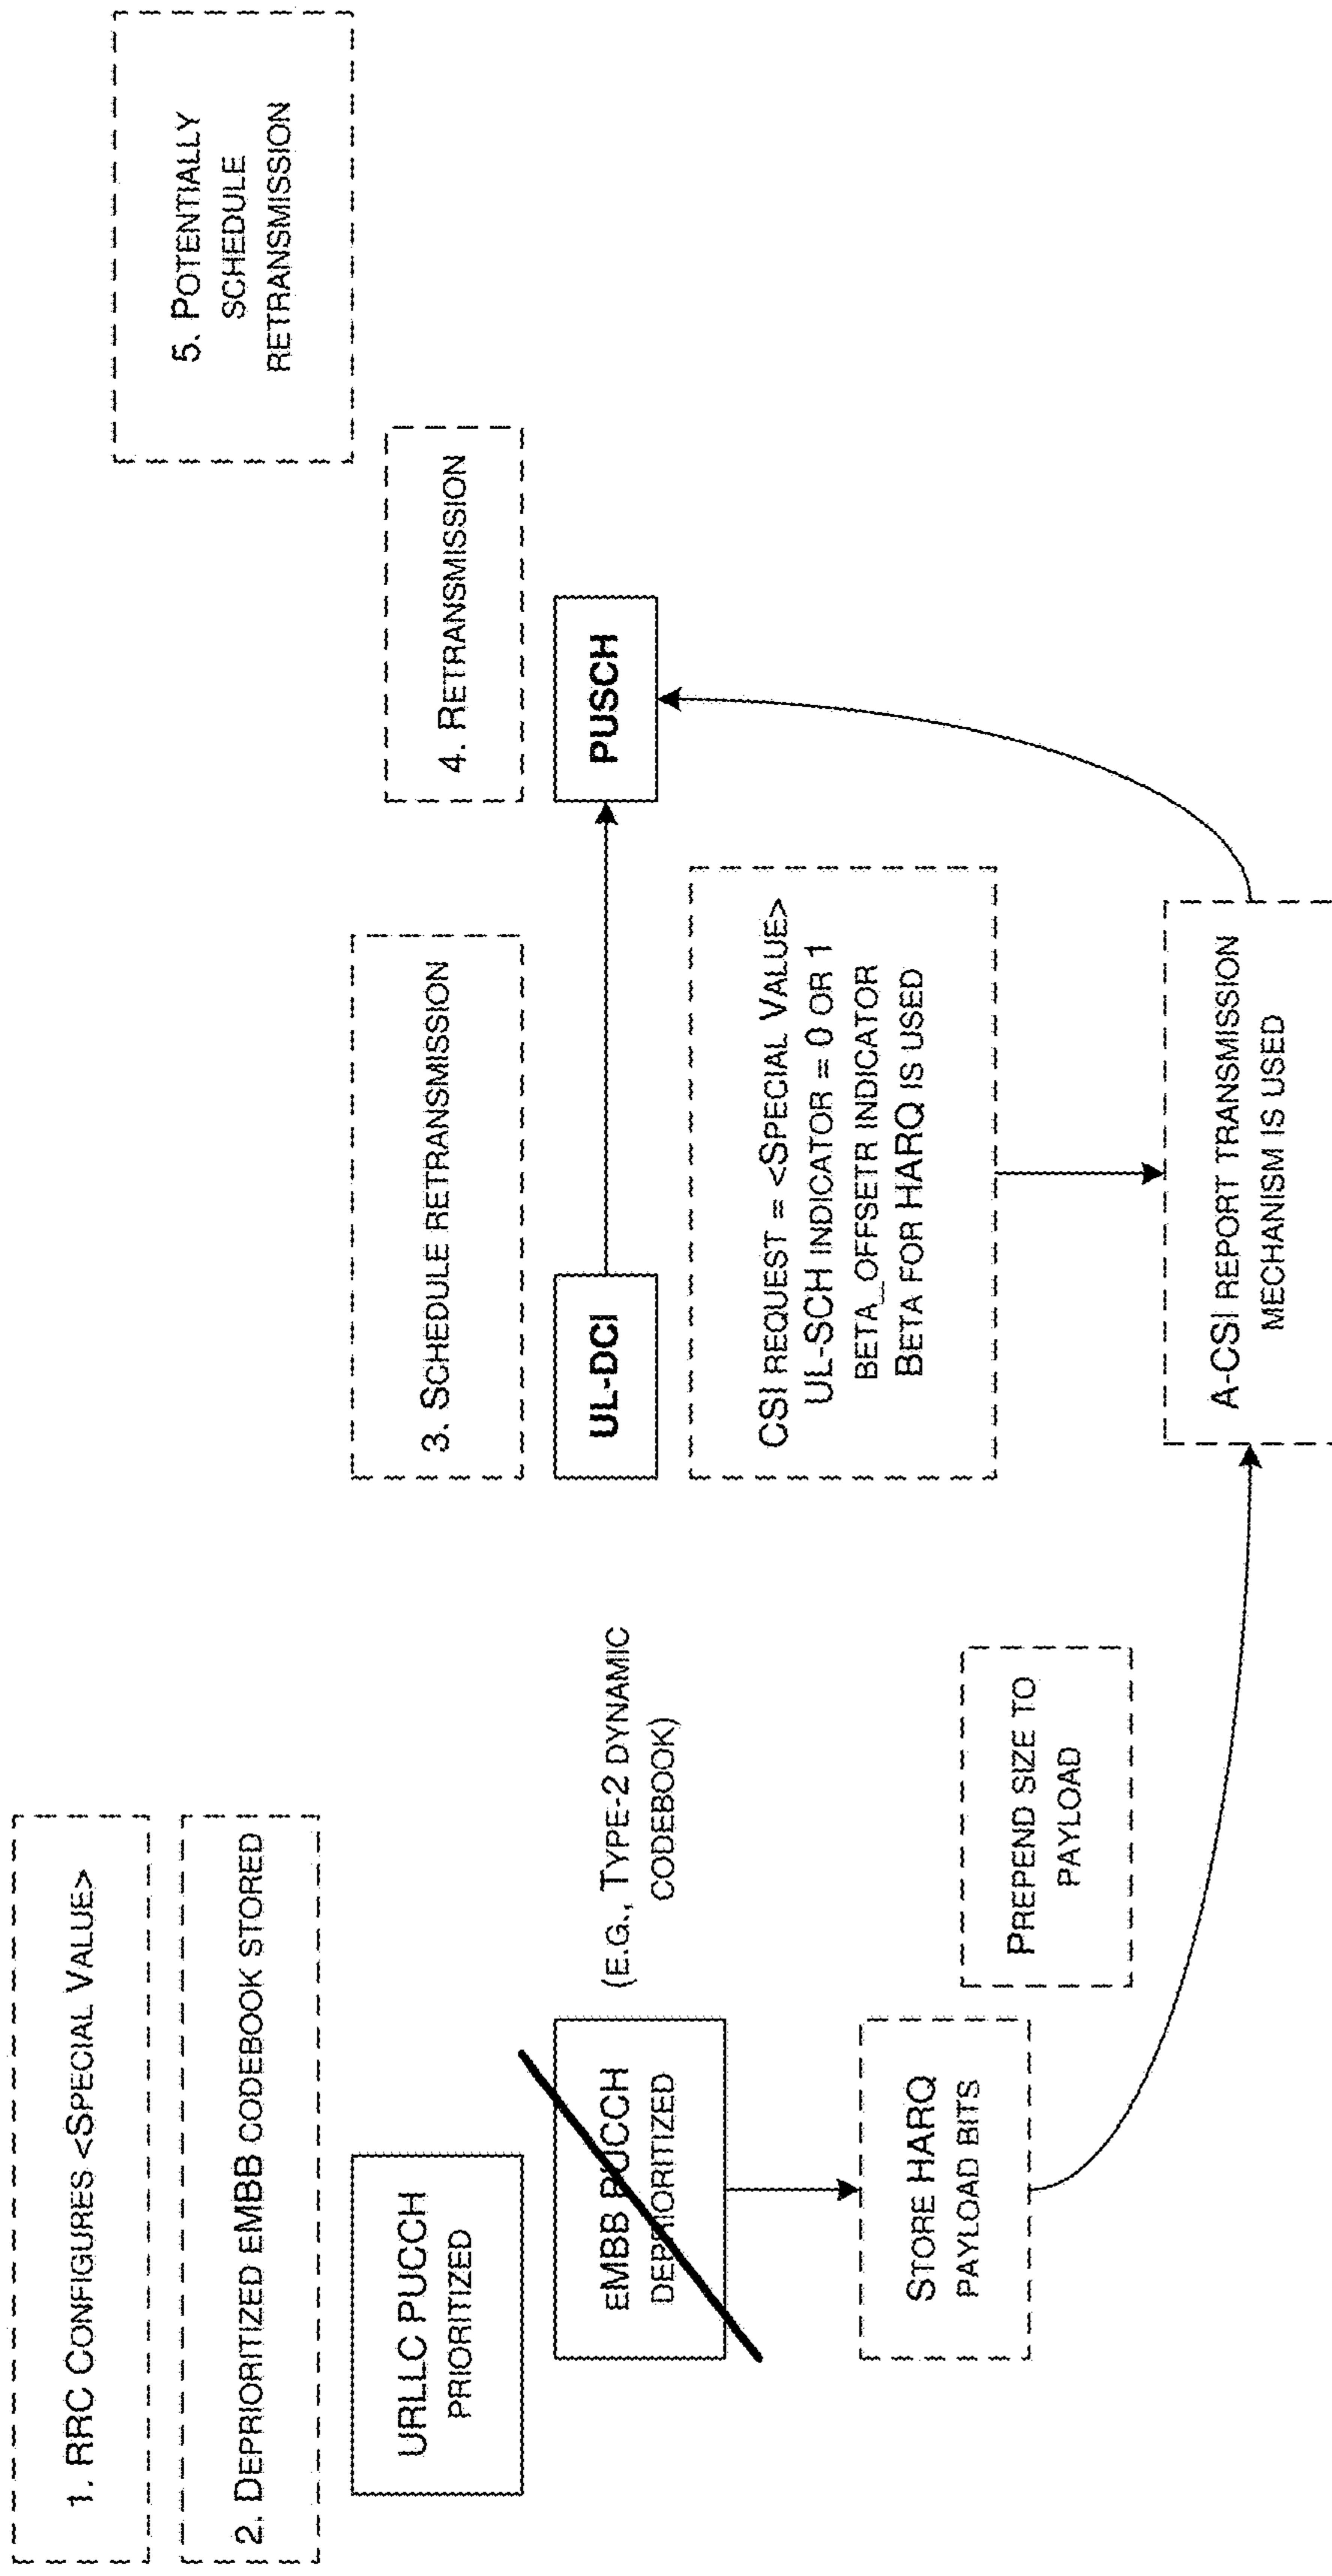 1. RRC CONFIGURES <SPECIAL VALUE>
2. DEPRIORITIZED EMBB CODEBOOK STORED
URLLC PUCCH
PRIORITIZED
EMBB PUCCH
DEPRIORITIZED
(E.G., TYPE-2 DYNAMIC
CODEBOOK)
STORE HARQ
PAYLOAD BITS
PREPEND SIZE TO
PAYLOAD
3. SCHEDULE RETRANSMISSION
UL-DCI
CSI REQUEST = <SPECIAL VALUE>
UL-SCH INDICATOR = 0 OR 1
BETA_OFFSETR INDICATOR
BETA FOR HARQ IS USED
A-CSI REPORT TRANSMISSION
MECHANISM IS USED
4. RETRANSMISSION
PUSCH
5. POTENTIALLY
SCHEDULE
RETRANSMISSION